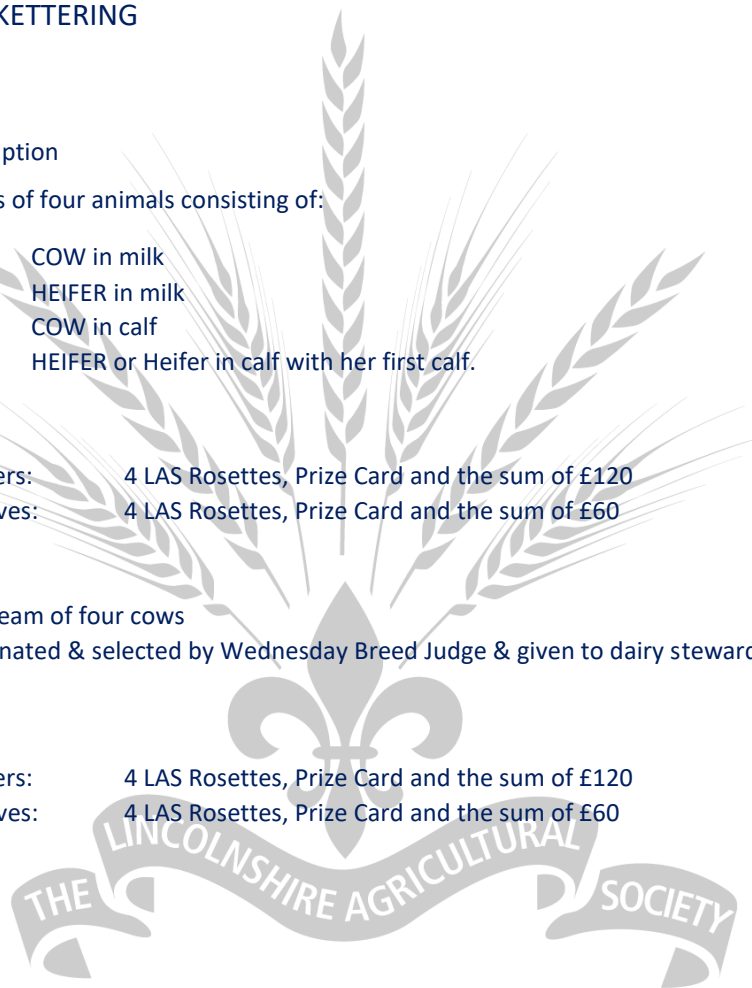 KETTERING
ption
s of four animals consisting of:
COW in milk
HEIFER in milk
COW in calf
HEIFER or Heifer in calf with her first calf.
ers: 4 LAS Rosettes, Prize Card and the sum of £120
ves: 4 LAS Rosettes, Prize Card and the sum of £60
eam of four cows
nated & selected by Wednesday Breed Judge & given to dairy steward
ers: 4 LAS Rosettes, Prize Card and the sum of £120
ves: 4 LAS Rosettes, Prize Card and the sum of £60
THE LINCOLNSHIRE AGRICULTURAL SOCIETY